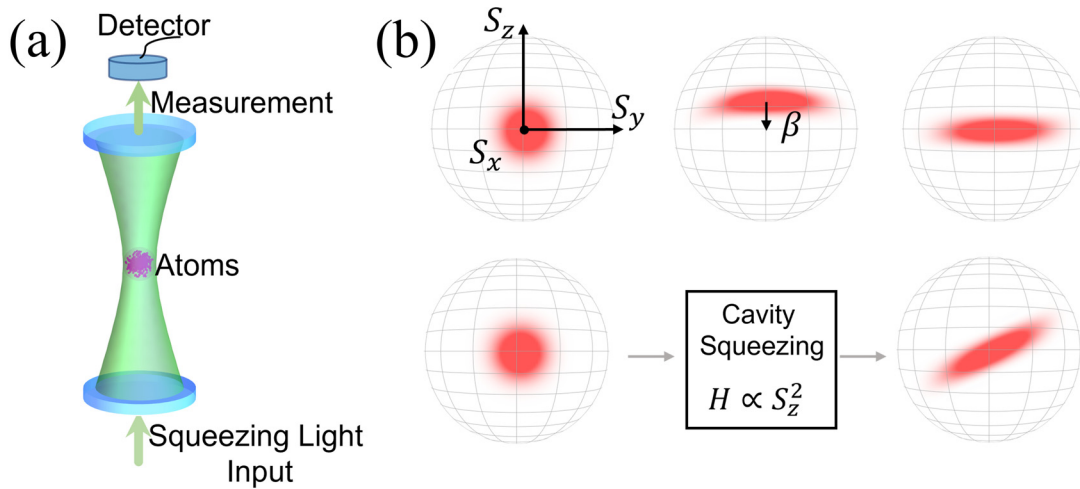 (a)
Detector
Measurement
Atoms
Squeezing Light
Input
(b)
S_z
S_y
S_x
β
Cavity
Squeezing
H ∝ S_z^2